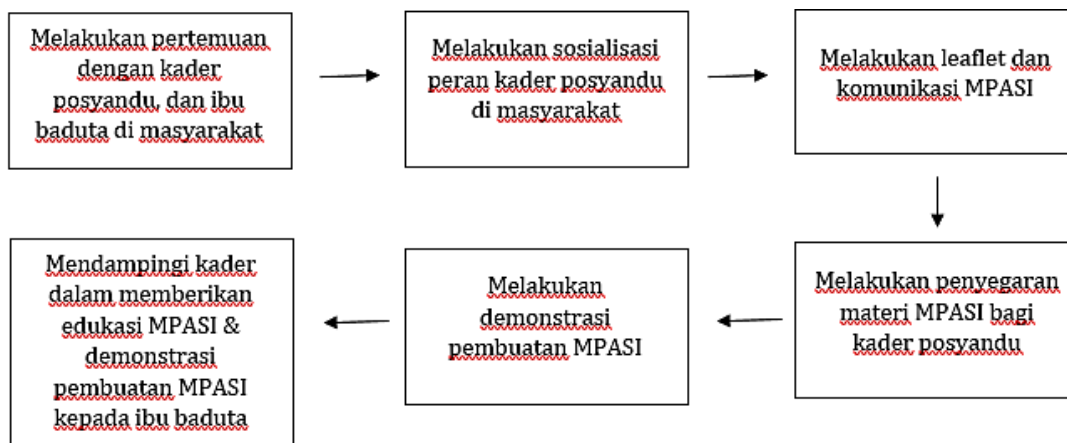 Melakukan pertemuan
dengan kader
posyandu, dan ibu
baduta di masyarakat
Melakukan sosialisasi
peran kader posyandu
di masyarakat
Melakukan leaflet dan
komunikasi MPASI
Melakukan penyegaran
materi MPASI bagi
kader posyandu
Melakukan
demonstrasi
pembuatan MPASI
Mendampingi kader
dalam memberikan
edukasi MPASI &
demonstrasi
pembuatan MPASI
kepada ibu baduta